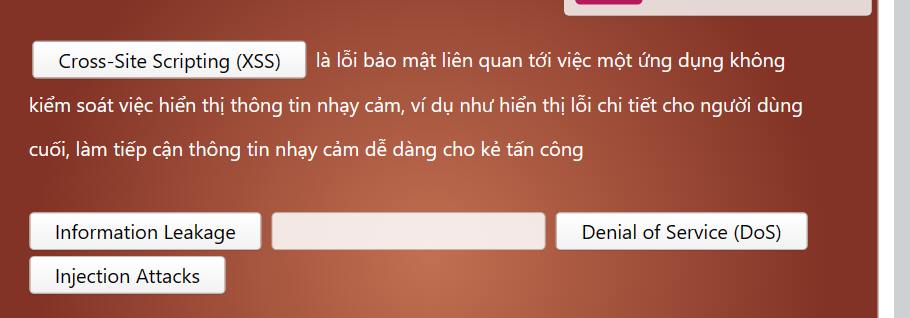 Cross-Site Scripting (XSS) là lỗi bảo mật liên quan tới việc một ứng dụng không
kiểm soát việc hiển thị thông tin nhạy cảm, ví dụ như hiển thị lỗi chi tiết cho người dùng
cuối, làm tiếp cận thông tin nhạy cảm dễ dàng cho kẻ tấn công
Information Leakage Denial of Service (DoS)
Injection Attacks